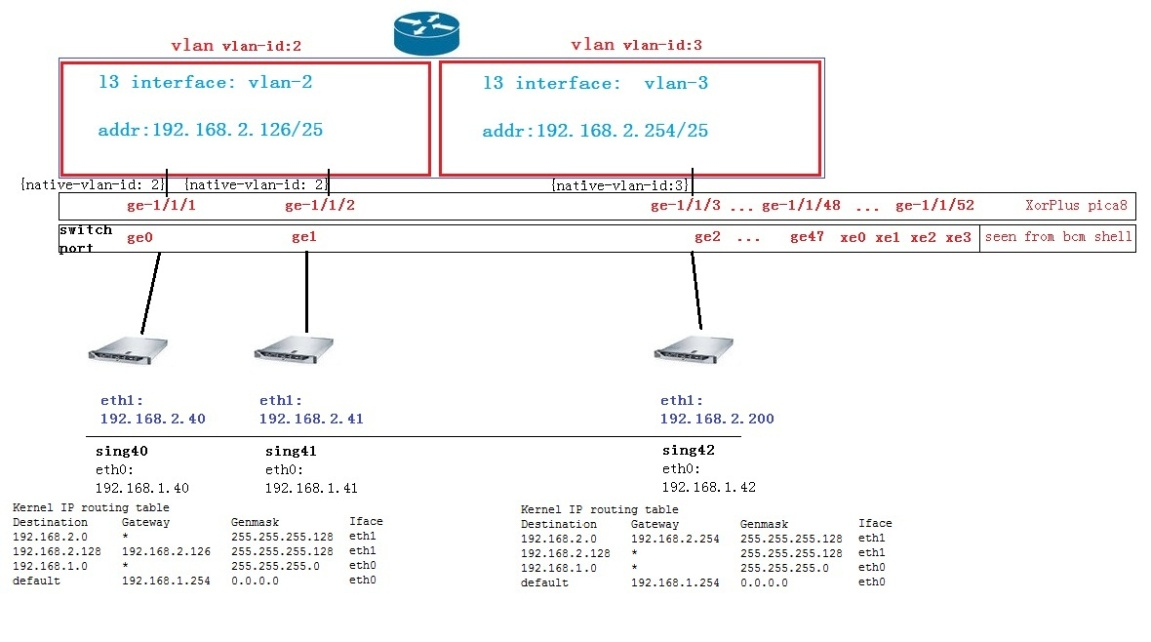 vlan vlan-id:2
vlan vlan-id:3
l3 interface: vlan-2
l3 interface: vlan-3
addr:192.168.2.126/25
addr:192.168.2.254/25
{native-vlan-id: 2}
{native-vlan-id: 2}
{native-vlan-id:3}
ge-1/1/1
ge-1/1/2
ge-1/1/3 ... ge-1/1/48 ... ge-1/1/52
XorPlus pica8
switch
port
ge0
ge1
ge2 ... ge47 xe0 xe1 xe2 xe3
seen from bcm shell
eth1:
192.168.2.40
eth1:
192.168.2.41
eth1:
192.168.2.200
sing40
eth0:
192.168.1.40
sing41
eth0:
192.168.1.41
sing42
eth0:
192.168.1.42
Kernel IP routing table
Destination Gateway Genmask Iface
192.168.2.0 * 255.255.255.128 eth1
192.168.2.128 192.168.2.126 255.255.255.128 eth1
192.168.1.0 * 255.255.255.0 eth0
default 192.168.1.254 0.0.0.0 eth0
Kernel IP routing table
Destination Gateway Genmask Iface
192.168.2.0 192.168.2.254 255.255.255.128 eth1
192.168.2.128 * 255.255.255.128 eth1
192.168.1.0 * 255.255.255.0 eth0
default 192.168.1.254 0.0.0.0 eth0